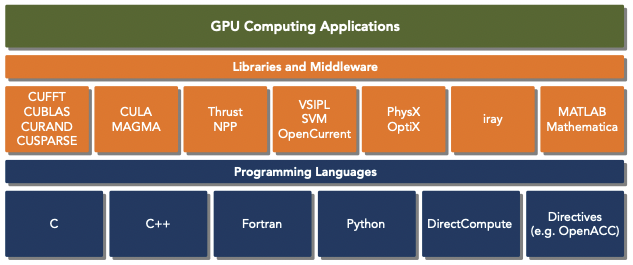 GPU Computing Applications
Libraries and Middleware
CUFFT
CUBLAS
CURAND
CUSPARSE
CULA
MAGMA
Thrust
NPP
VSIPL
SVM
OpenCurrent
PhysX
OptiX
iray
MATLAB
Mathematica
Programming Languages
C
C++
Fortran
Python
DirectCompute
Directives
(e.g. OpenACC)